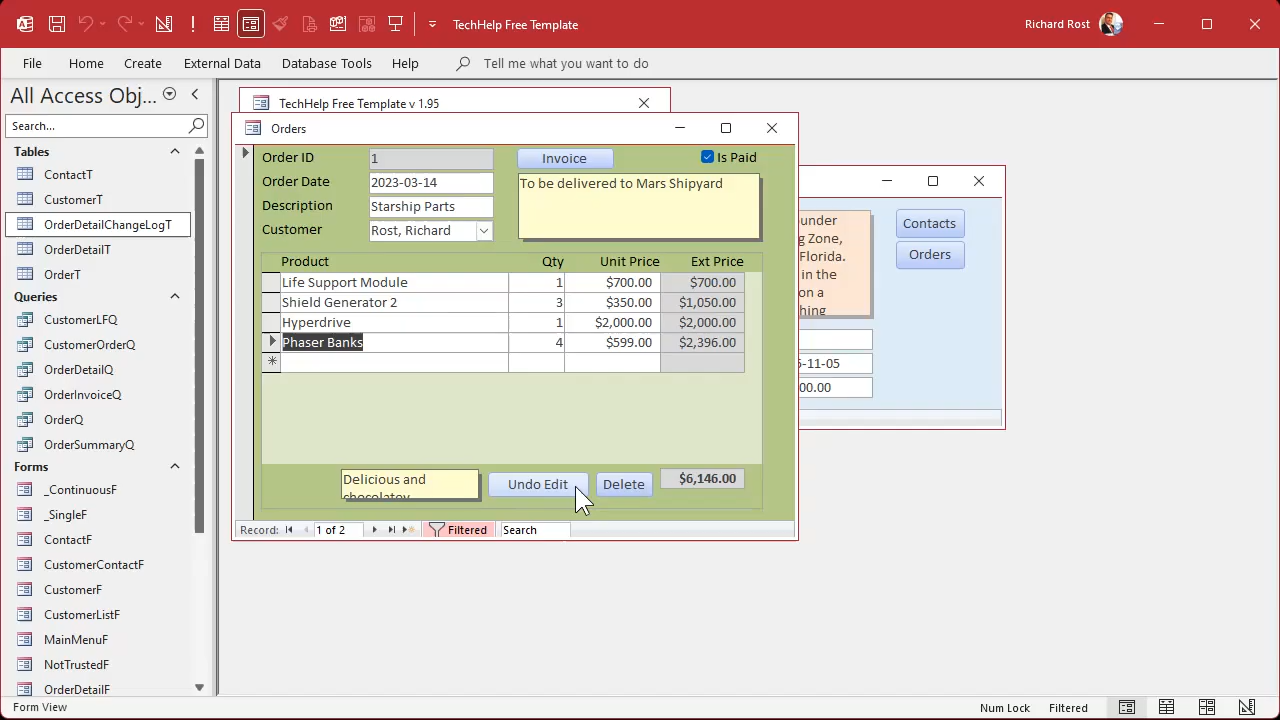 TechHelp Free Template
Richard Rost
File Home Create External Data Database Tools Help Tell me what you want to do
All Access Obj...
Search...
Tables
ContactT
CustomerT
OrderDetailChangeLogT
OrderDetailT
OrderT
Queries
CustomerLFQ
CustomerOrderQ
OrderDetailQ
OrderInvoiceQ
OrderQ
OrderSummaryQ
Forms
_ContinuousF
_SingleF
ContactF
CustomerContactF
CustomerF
CustomerListF
MainMenuF
NotTrustedF
OrderDetailF
TechHelp Free Template v 1.95
Orders
Order ID 1 Invoice Is Paid
Order Date 2023-03-14 To be delivered to Mars Shipyard
Description Starship Parts
Customer Rost, Richard
Product Qty Unit Price Ext Price
Life Support Module 1 $700.00 $700.00
Shield Generator 2 3 $350.00 $1,050.00
Hyperdrive 1 $2,000.00 $2,000.00
Phaser Banks 4 $599.00 $2,396.00
Delicious and
chocolatey
Undo Edit Delete $6,146.00
Record: 1 of 2 Filtered Search
under
g Zone,
Florida.
in the
on a
thing
Contacts
Orders
5-11-05
00.00
Form View
Num Lock Filtered